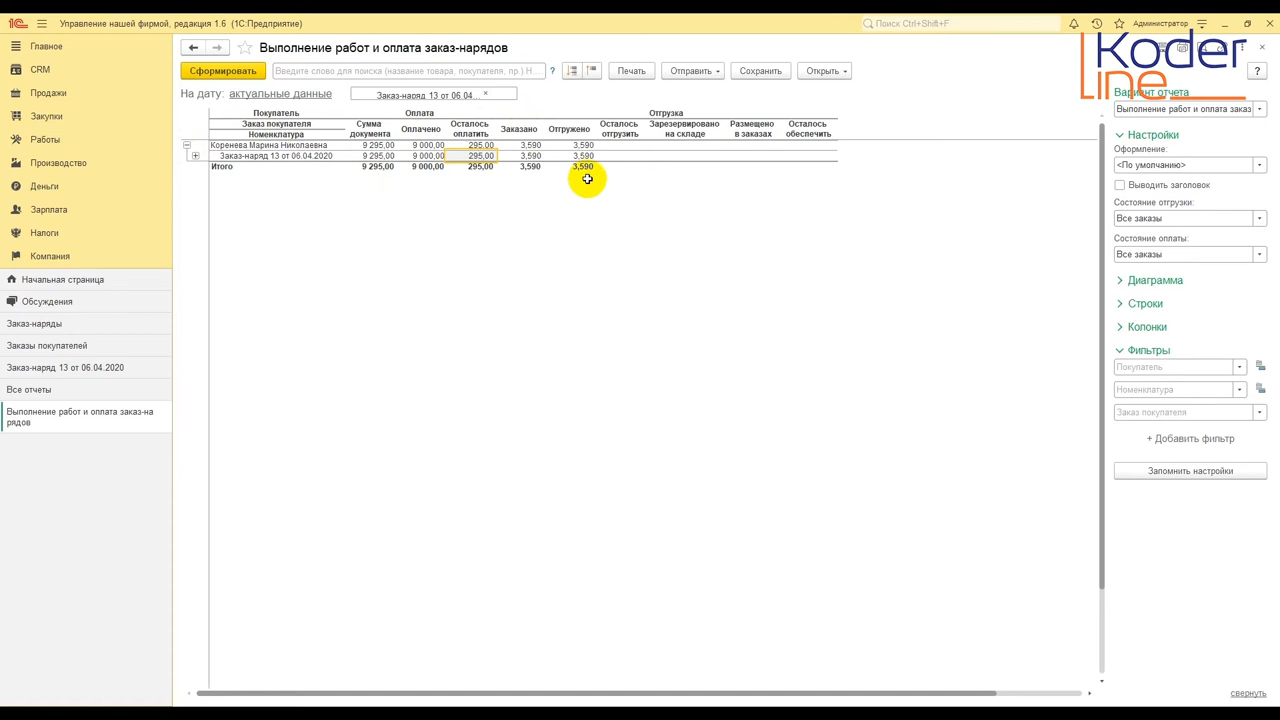 1С Управление нашей фирмой, редакция 1.6 (1С:Предприятие)
Поиск Ctrl+Shift+F
Администратор
Koder
Line
Главное
CRM
Продажи
Закупки
Работы
Производство
Деньги
Зарплата
Налоги
Компания
Начальная страница
Обсуждения
Заказ-наряды
Заказы покупателей
Заказ-наряд 13 от 06.04.2020
Все отчеты
Выполнение работ и оплата заказ-на
рядов
Выполнение работ и оплата заказ-нарядов
Сформировать
Введите слово для поиска (название товара, покупателя, пр.) Н
?
Печать
Отправить
Сохранить
Открыть
?
На дату: актуальные данные
Заказ-наряд 13 от 06.04... ×
Покупатель Оплата Отгрузка
Заказ покупателя
Номенклатура
Сумма
документа
Оплачено
Осталось
оплатить
Заказано
Отгружено
Осталось
отгрузить
Зарезервировано
на складе
Размещено
в заказах
Осталось
обеспечить
Коренева Марина Николаевна 9 295,00 9 000,00 295,00 3,590 3,590
Заказ-наряд 13 от 06.04.2020 9 295,00 9 000,00 295,00 3,590 3,590
Итого 9 295,00 9 000,00 295,00 3,590 3,590
Вариант отчета
Выполнение работ и оплата заказ
Настройки
Оформление:
<По умолчанию>
Выводить заголовок
Состояние отгрузки:
Все заказы
Состояние оплаты:
Все заказы
Диаграмма
Строки
Колонки
Фильтры
Покупатель
Номенклатура
Заказ покупателя
+ Добавить фильтр
Запомнить настройки
свернуть